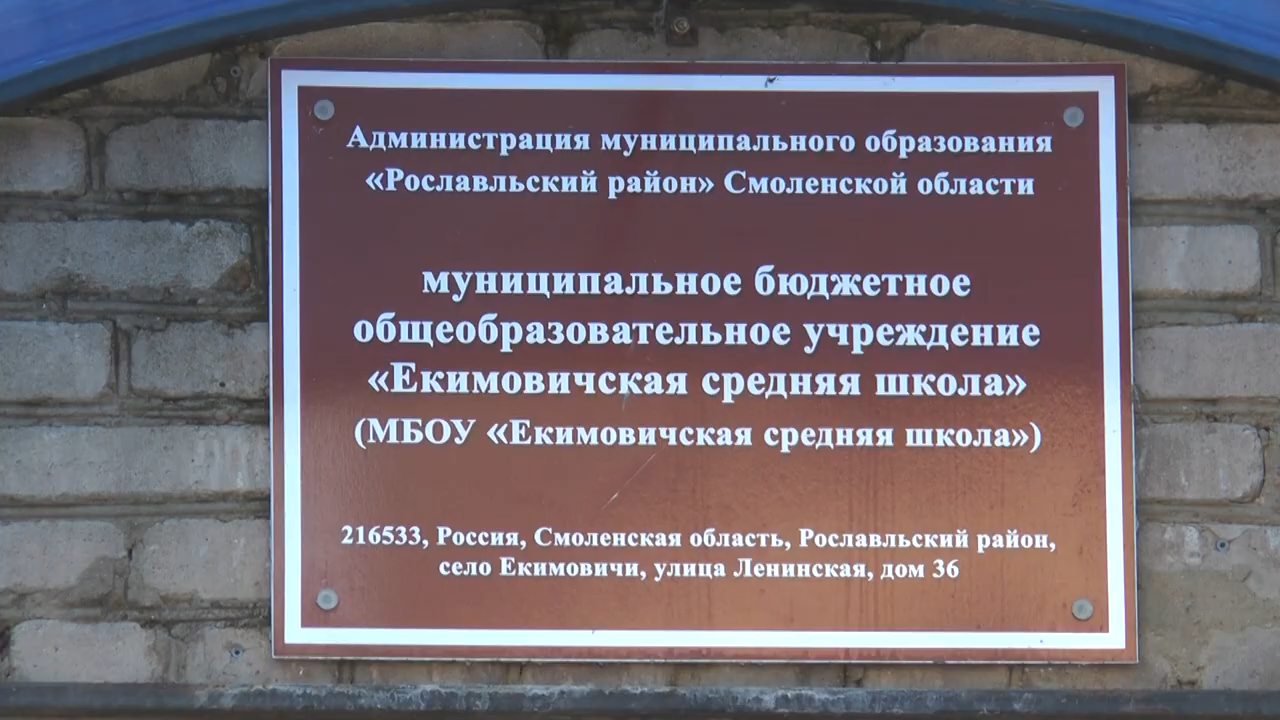 Администрация муниципального образования
«Рославльский район» Смоленской области
муниципальное бюджетное
общеобразовательное учреждение
«Екимовичская средняя школа»
(МБОУ «Екимовичская средняя школа»)
216533, Россия, Смоленская область, Рославльский район,
село Екимовичи, улица Ленинская, дом 36